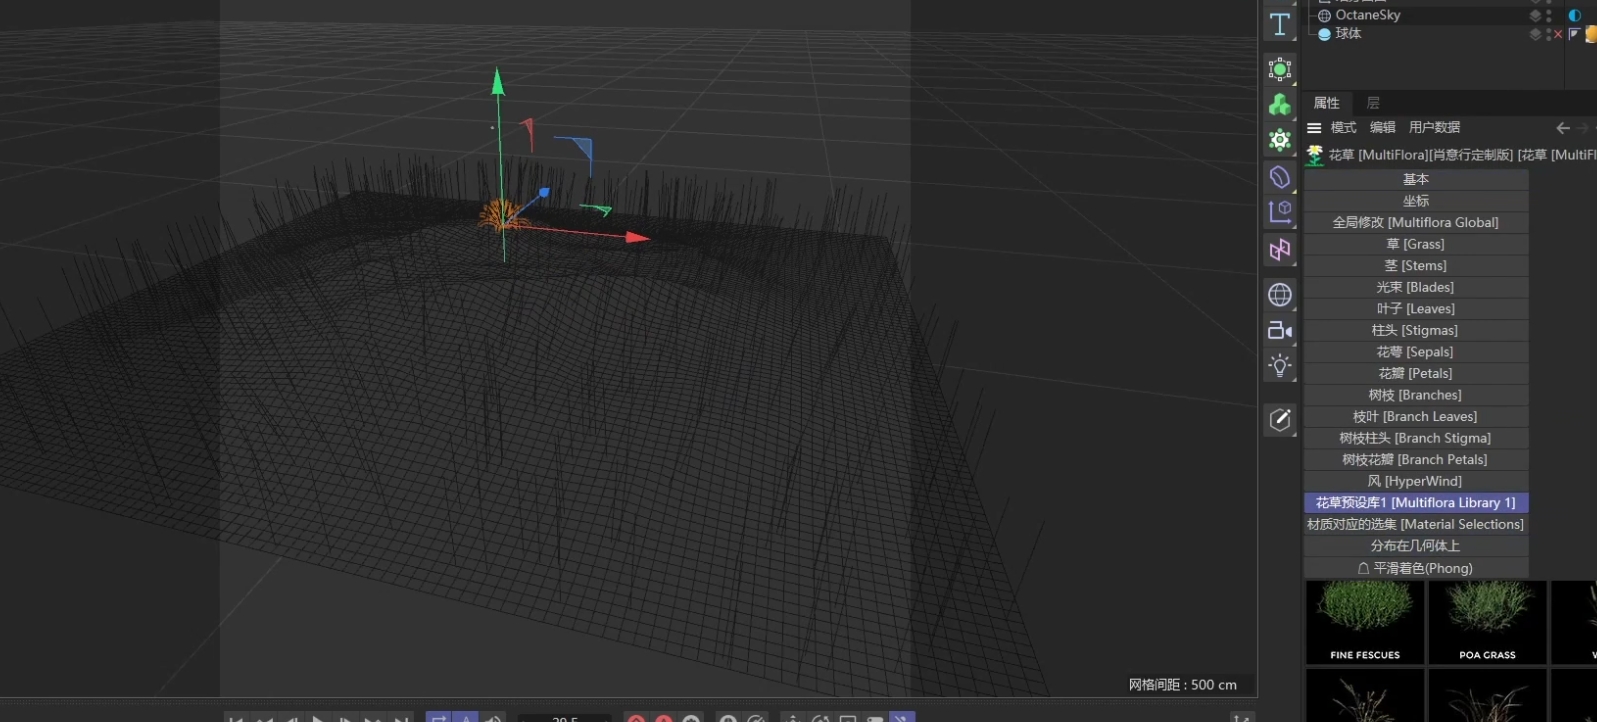 OctaneSky
球体
属性 层
模式 编辑 用户数据
花草 [MultiFlora][肖意行定制版] [花草 [MultiFl
基本
坐标
全局修改 [Multiflora Global]
草 [Grass]
茎 [Stems]
光束 [Blades]
叶子 [Leaves]
柱头 [Stigmas]
花萼 [Sepals]
花瓣 [Petals]
树枝 [Branches]
枝叶 [Branch Leaves]
树枝柱头 [Branch Stigma]
树枝花瓣 [Branch Petals]
风 [HyperWind]
花草预设库1 [Multiflora Library 1]
材质对应的选集 [Material Selections]
分布在几何体上
平滑着色(Phong)
FINE FESCUES POA GRASS
网格间距 : 500 cm